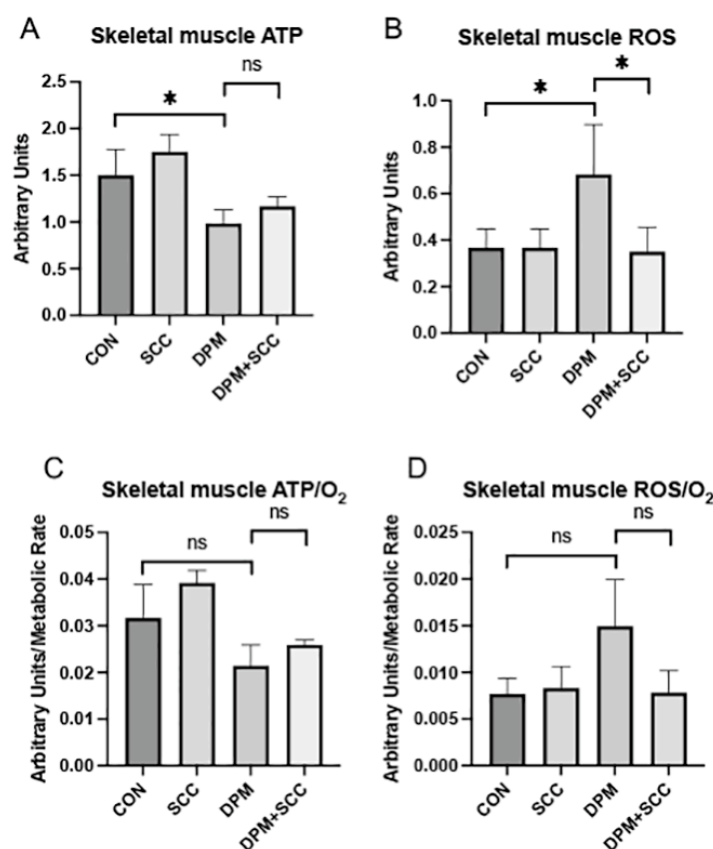 A
Skeletal muscle ATP
ns
*
2.5
2.0
1.5
1.0
0.5
0.0
Arbitrary Units
CON
SCC
DPM
DPM+SCC
B
Skeletal muscle ROS
*
*
1.0
0.8
0.6
0.4
0.2
0.0
Arbitrary Units
CON
SCC
DPM
DPM+SCC
C
Skeletal muscle ATP/O₂
ns
ns
0.05
0.04
0.03
0.02
0.01
0.00
Arbitrary Units/Metabolic Rate
CON
SCC
DPM
DPM+SCC
D
Skeletal muscle ROS/O₂
ns
ns
0.025
0.020
0.015
0.010
0.005
0.000
Arbitrary Units/Metabolic Rate
CON
SCC
DPM
DPM+SCC